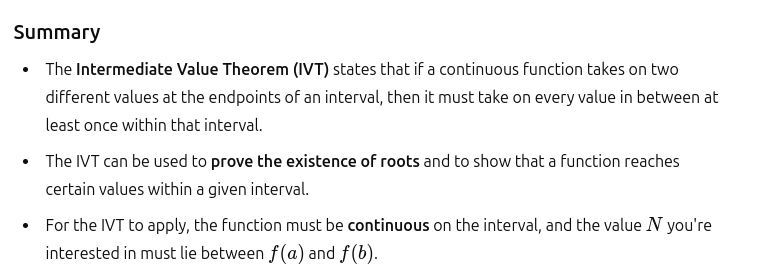 Summary
• The Intermediate Value Theorem (IVT) states that if a continuous function takes on two
different values at the endpoints of an interval, then it must take on every value in between at
least once within that interval.
• The IVT can be used to prove the existence of roots and to show that a function reaches
certain values within a given interval.
• For the IVT to apply, the function must be continuous on the interval, and the value N you're
interested in must lie between f(a) and f(b).